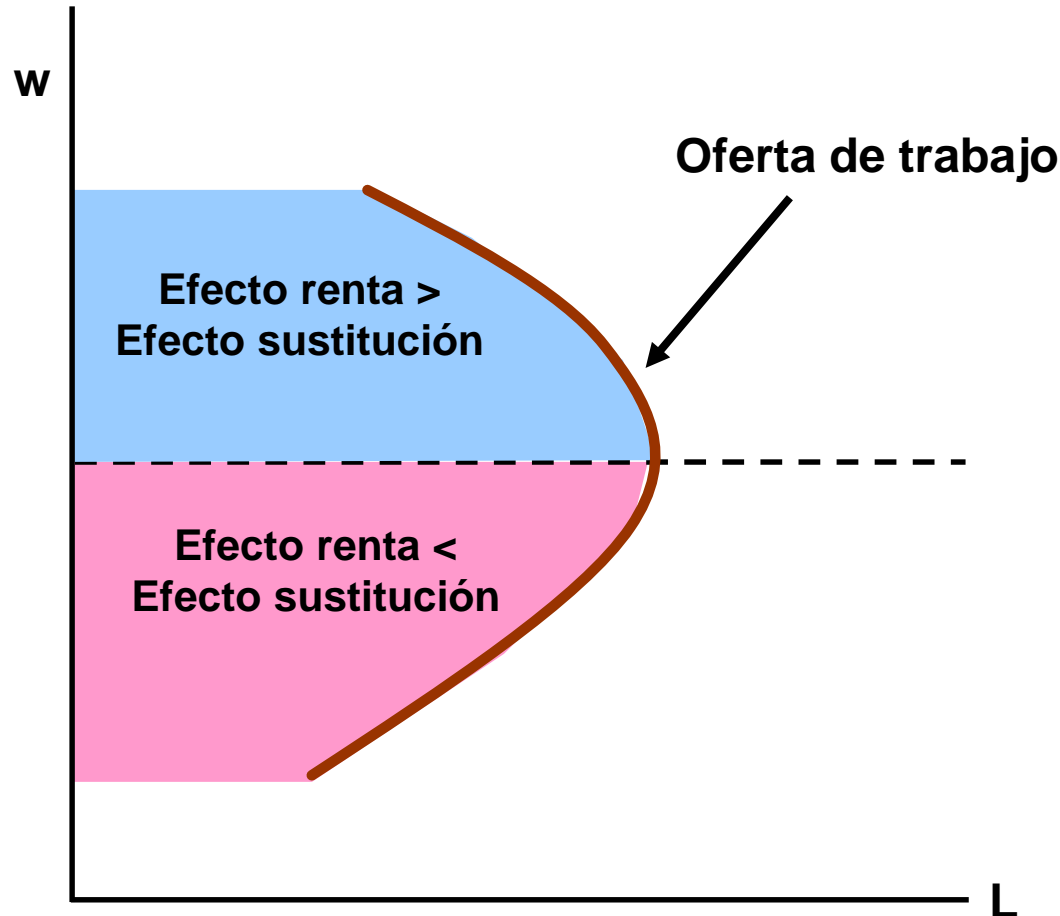 w
Oferta de trabajo
Efecto renta >
Efecto sustitución
Efecto renta <
Efecto sustitución
L